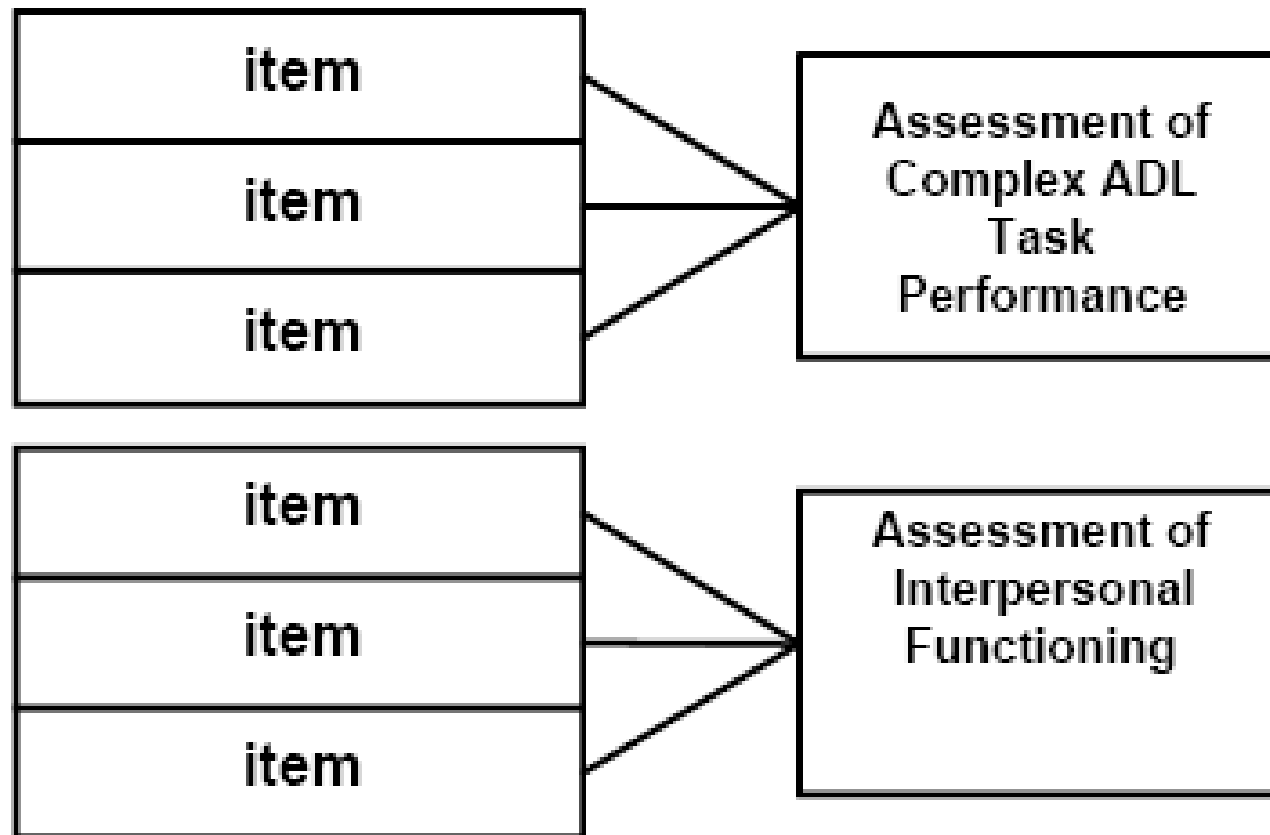 item
item
item
Assessment of
Complex ADL
Task
Performance
item
item
item
Assessment of
Interpersonal
Functioning